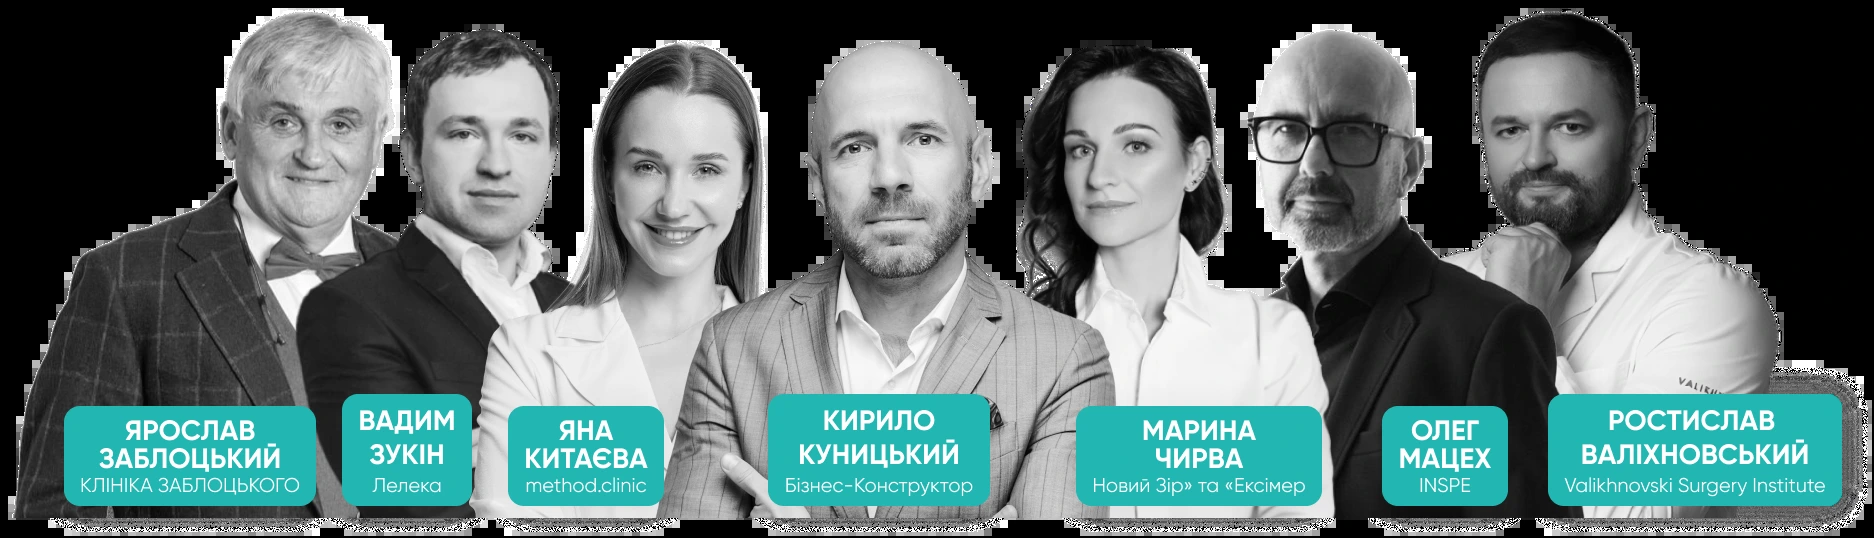 ЯРОСЛАВ
ЗАБЛОЦЬКИЙ
КЛІНІКА ЗАБЛОЦЬКОГО
ВАДИМ
ЗУКІН
Лелека
ЯНА
КИТАЄВА
method.clinic
КИРИЛО
КУНИЦЬКИЙ
Бізнес-Конструктор
МАРИНА
ЧИРВА
Новий Зір» та «Ексімер
ОЛЕГ
МАЦЕХ
INSPE
РОСТИСЛАВ
ВАЛІХНОВСЬКИЙ
Valikhnovski Surgery Institute